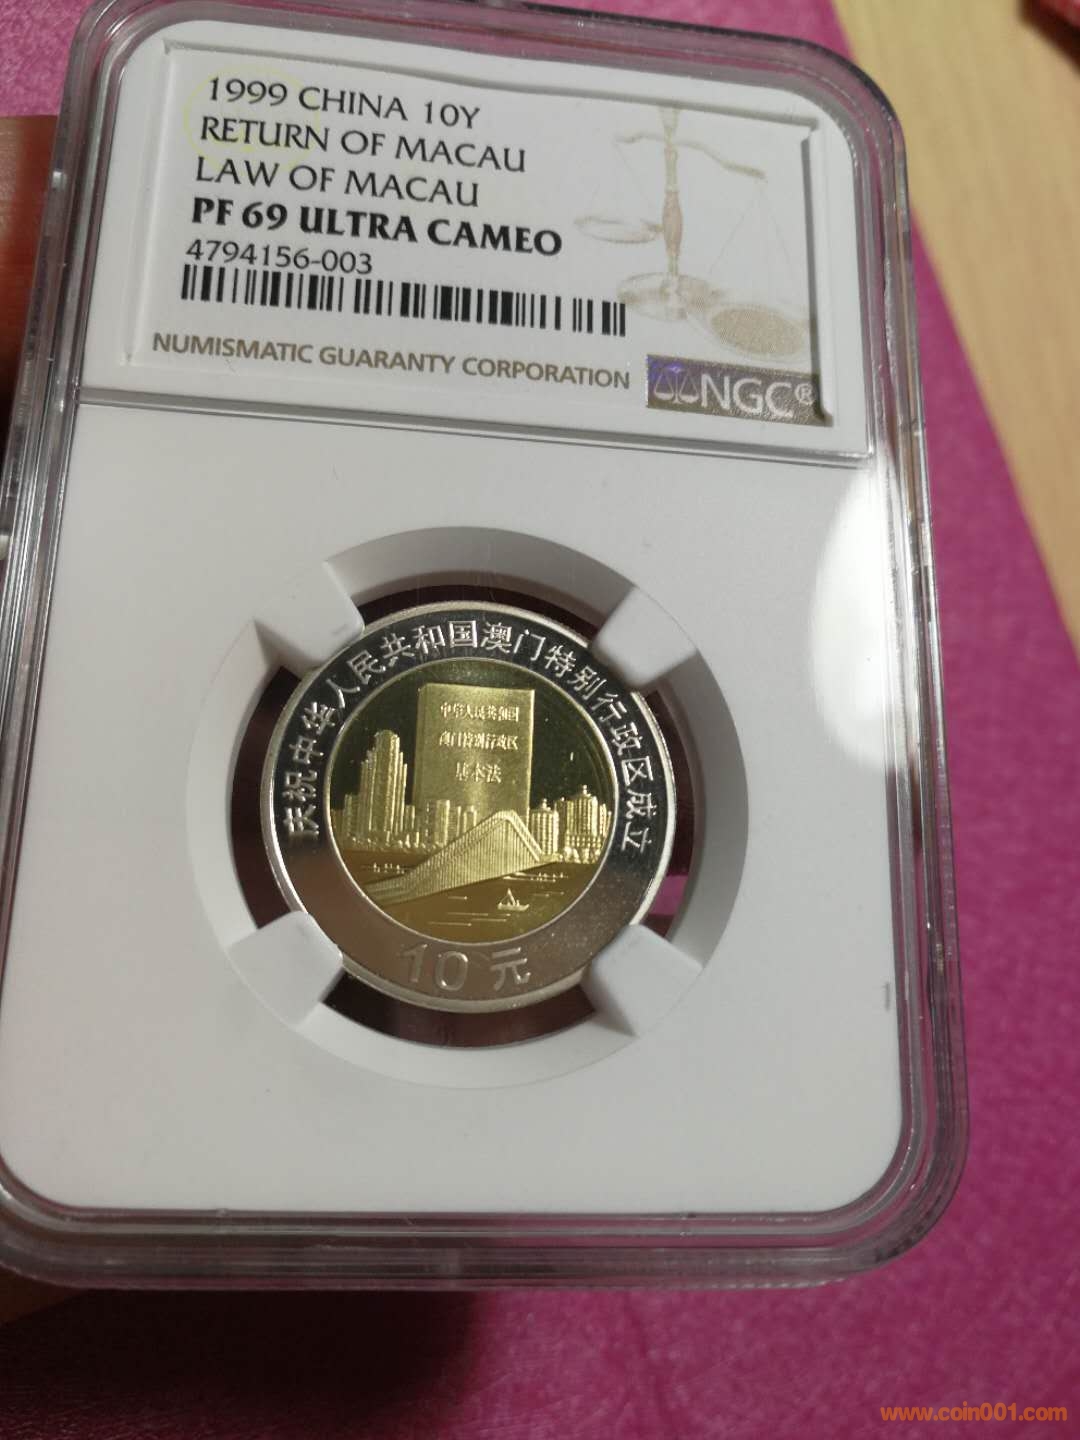 1999 CHINA 10Y
RETURN OF MACAU
LAW OF MACAU
PF 69 ULTRA CAMEO
4794156-003
NUMISMATIC GUARANTY CORPORATION
NGC®
庆祝中华人民共和国澳门特别行政区成立
中华人民共和国
澳门特别行政区
基本法
10元
www.coin001.com